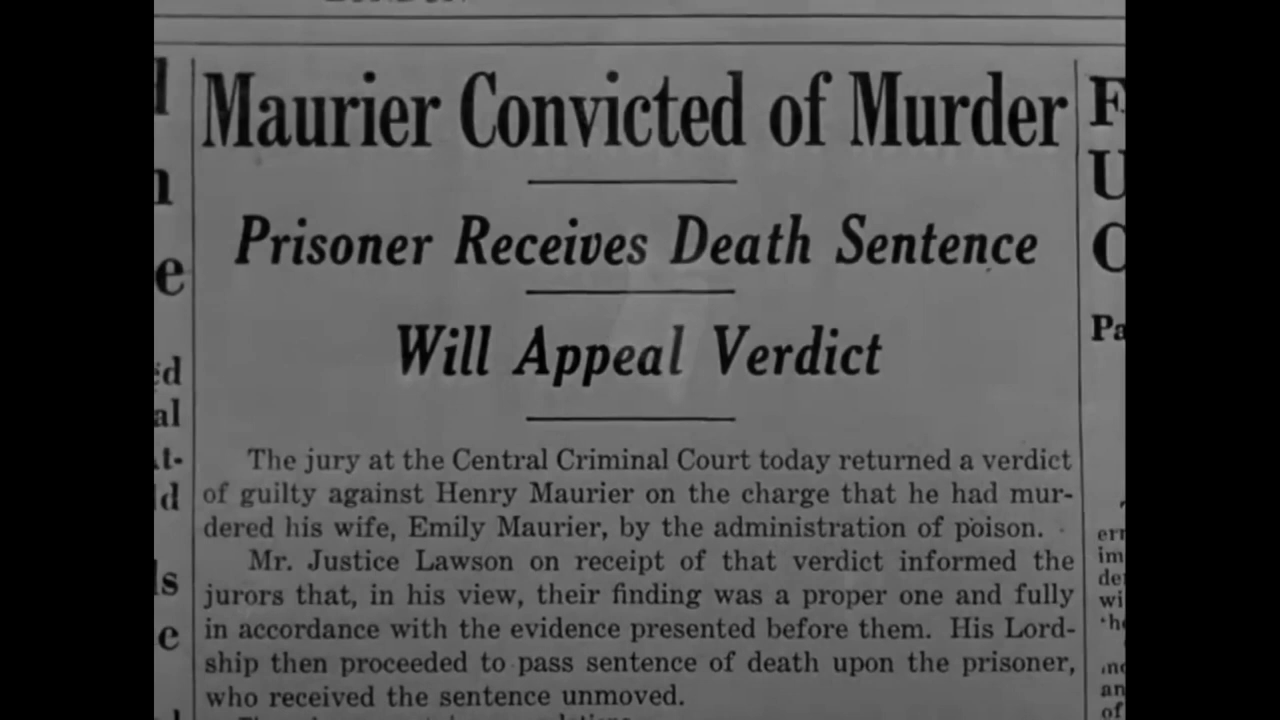 LONDON
Maurier Convicted of Murder
Prisoner Receives Death Sentence
Will Appeal Verdict
The jury at the Central Criminal Court today returned a verdict
of guilty against Henry Maurier on the charge that he had mur-
dered his wife, Emily Maurier, by the administration of poison.
Mr. Justice Lawson on receipt of that verdict informed the
jurors that, in his view, their finding was a proper one and fully
in accordance with the evidence presented before them. His Lord-
ship then proceeded to pass sentence of death upon the prisoner,
who received the sentence unmoved.